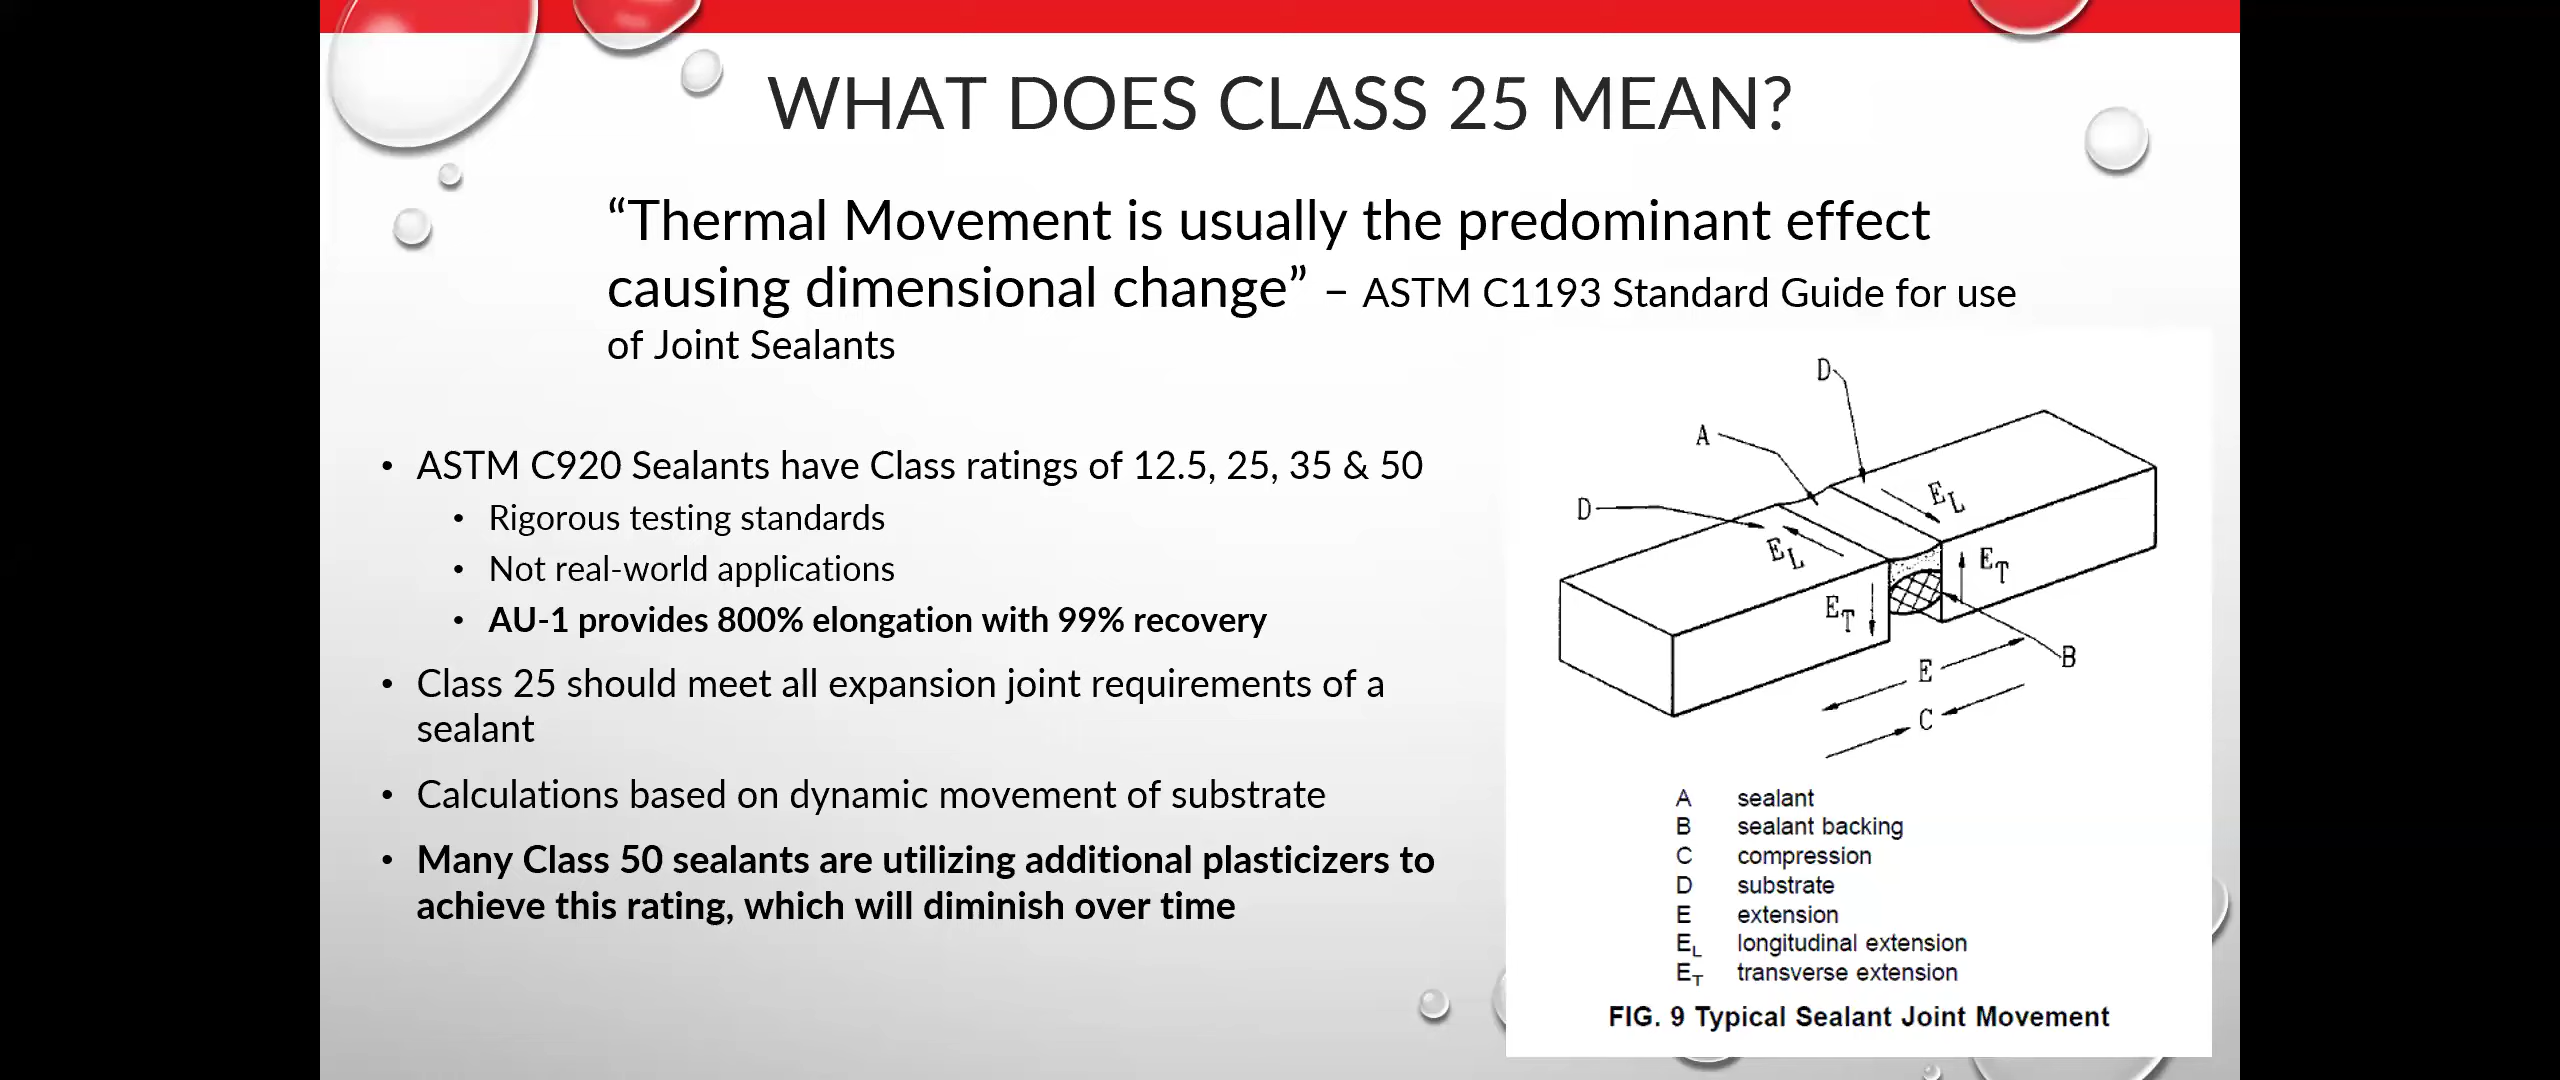 WHAT DOES CLASS 25 MEAN?
“Thermal Movement is usually the predominant effect
causing dimensional change” – ASTM C1193 Standard Guide for use
of Joint Sealants
• ASTM C920 Sealants have Class ratings of 12.5, 25, 35 & 50
• Rigorous testing standards
• Not real-world applications
• AU-1 provides 800% elongation with 99% recovery
• Class 25 should meet all expansion joint requirements of a
sealant
• Calculations based on dynamic movement of substrate
• Many Class 50 sealants are utilizing additional plasticizers to
achieve this rating, which will diminish over time
D
A
D
EL
EL
ET
ET
B
E
C
A sealant
B sealant backing
C compression
D substrate
E extension
EL longitudinal extension
ET transverse extension
FIG. 9 Typical Sealant Joint Movement